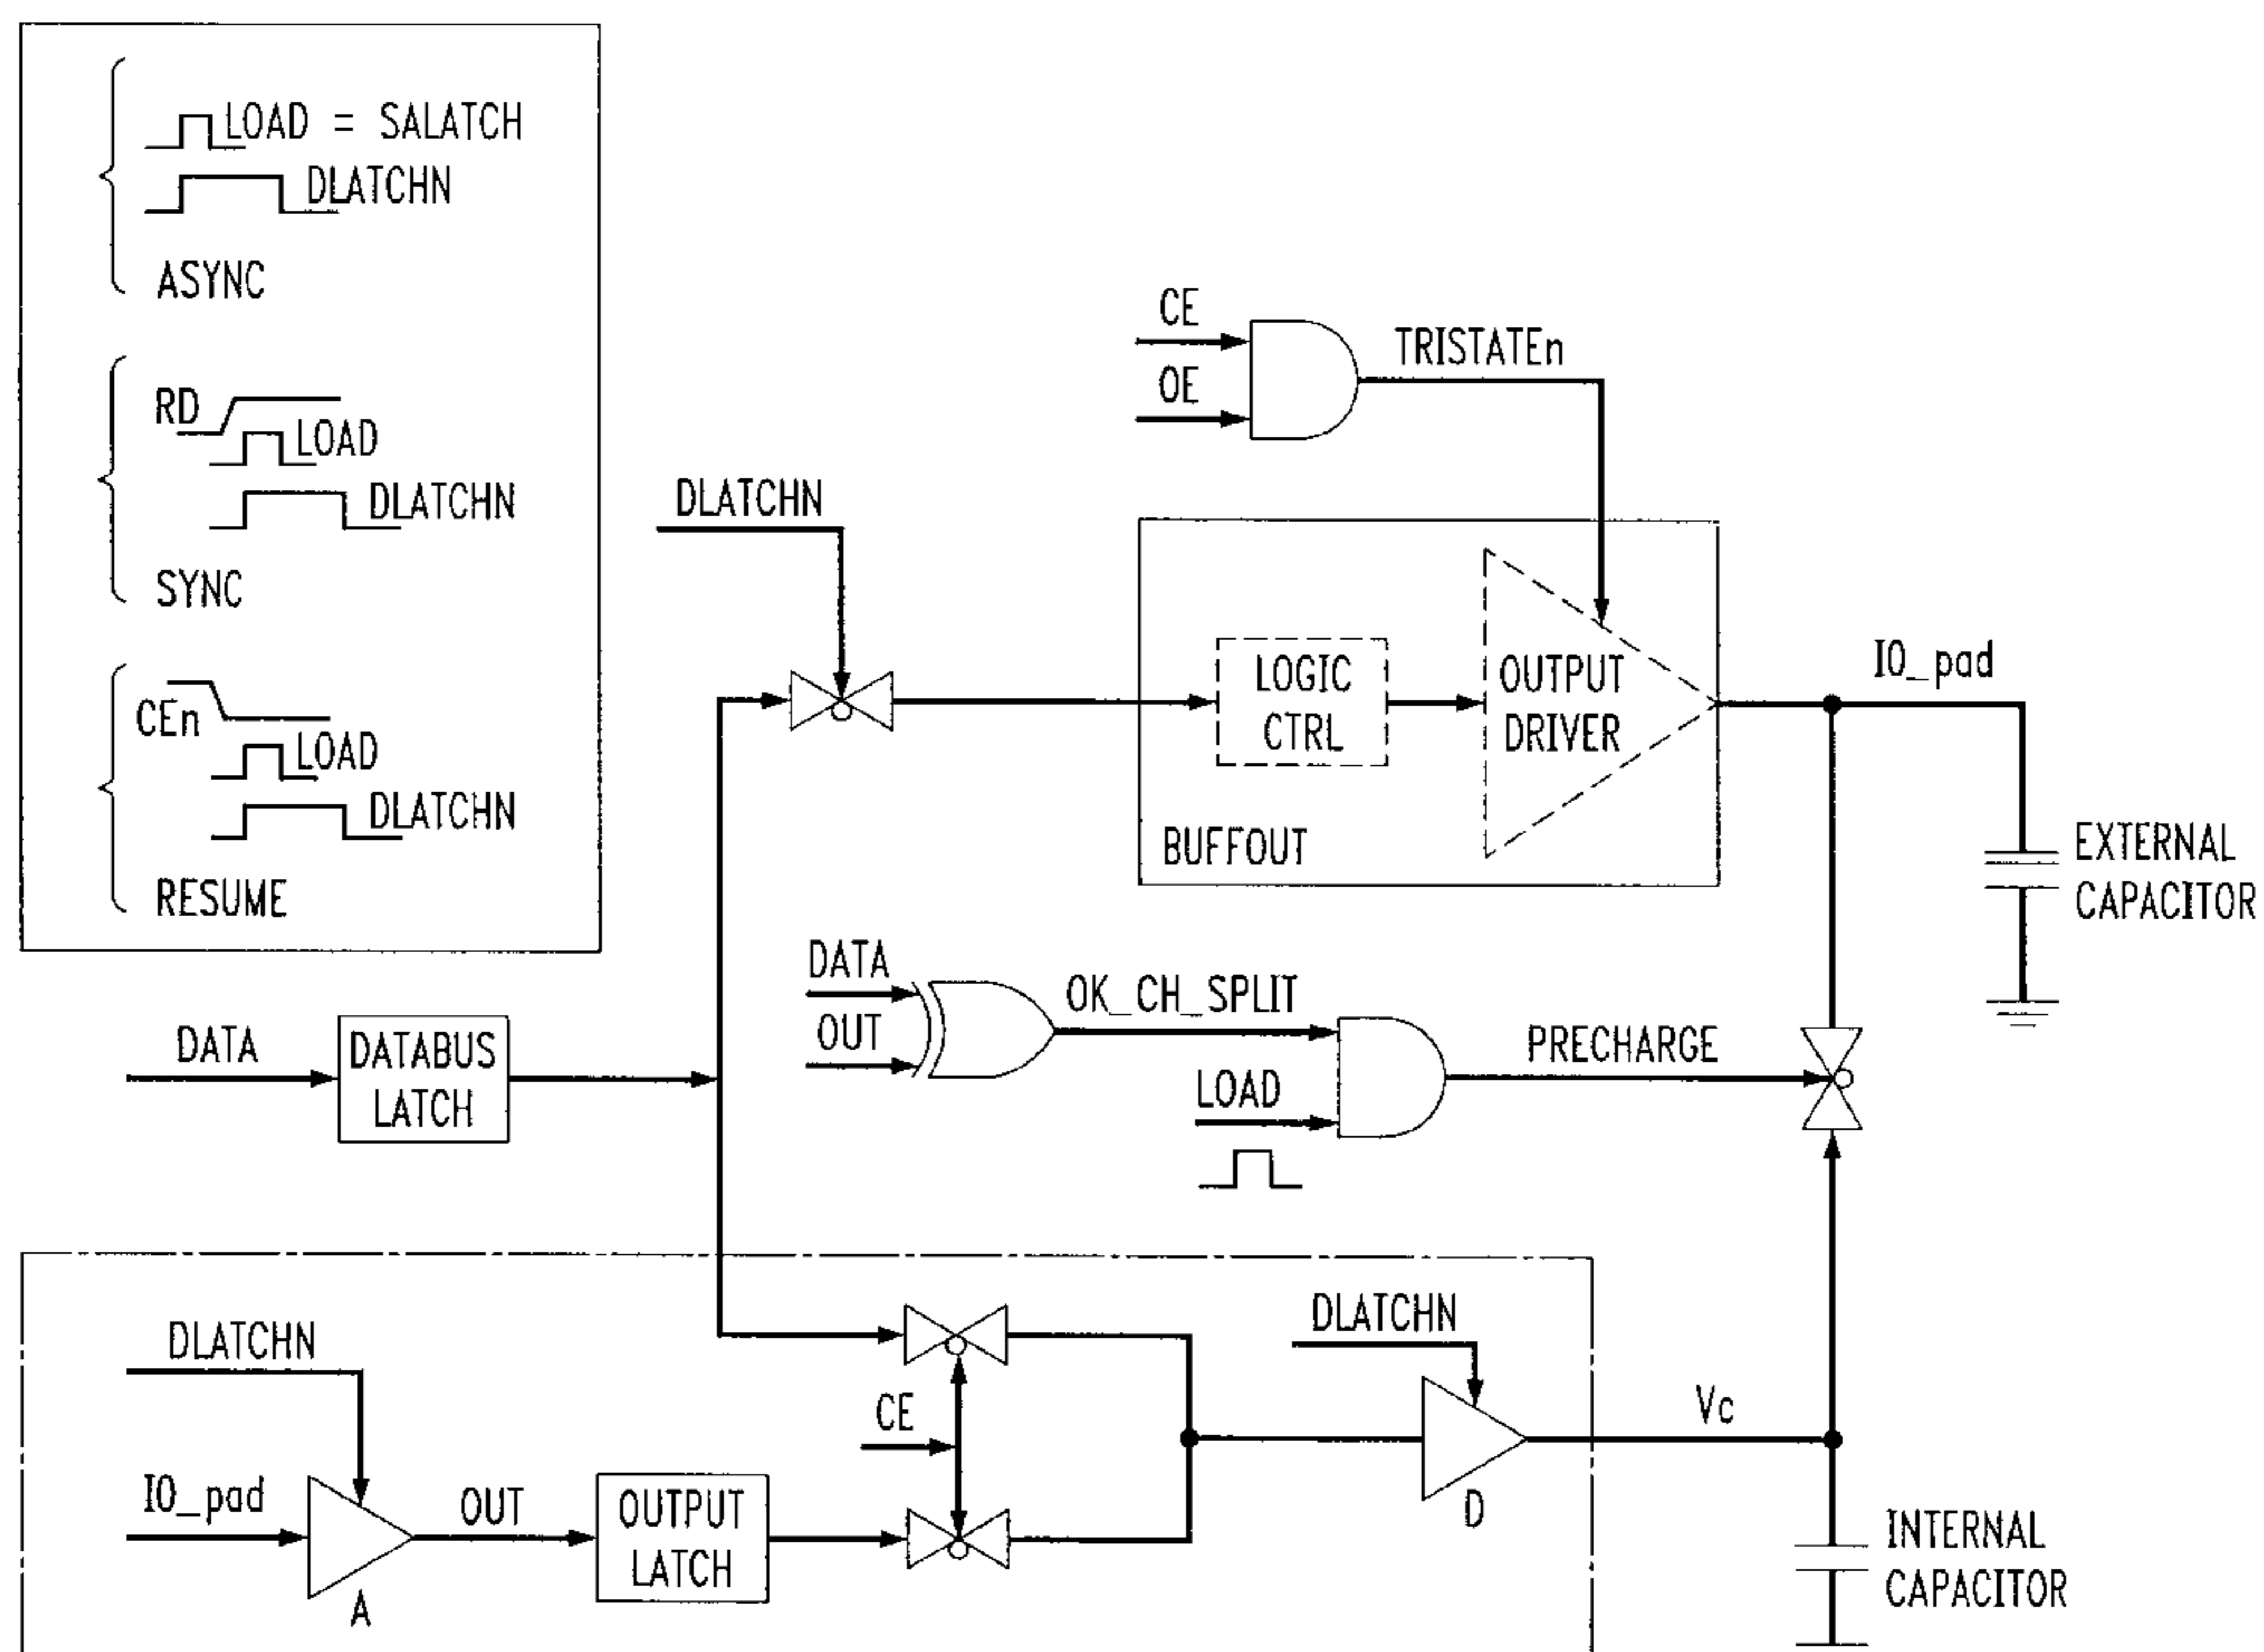 LOAD = SALATCH
DLATCHN
ASYNC
RD
LOAD
DLATCHN
SYNC
CEn
LOAD
DLATCHN
RESUME
CE
OE
TRISTATEn
DLATCHN
LOGIC
CTRL
OUTPUT
DRIVER
BUFFOUT
IO_pad
EXTERNAL
CAPACITOR
DATA
OUT
OK_CH_SPLIT
LOAD
PRECHARGE
DATA
DATABUS
LATCH
DLATCHN
IO_pad
A
OUT
OUTPUT
LATCH
CE
DLATCHN
D
Vc
INTERNAL
CAPACITOR